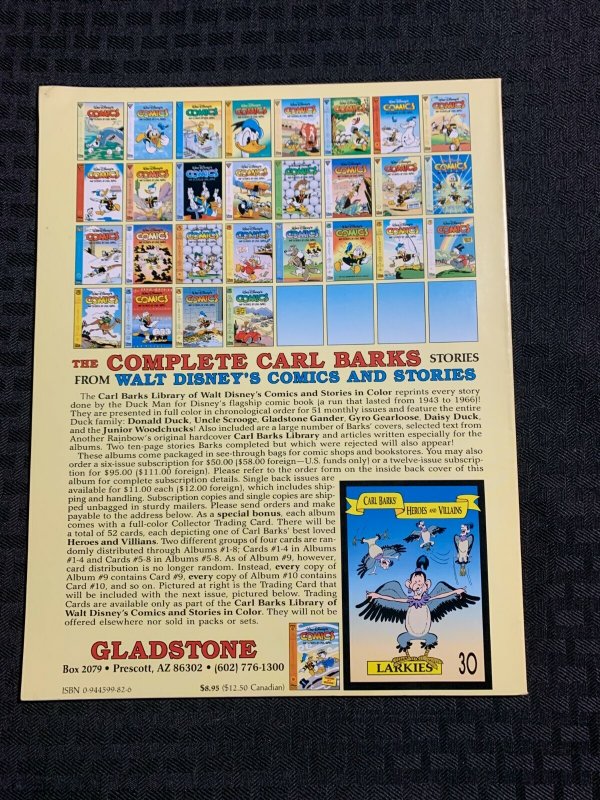 THE COMPLETE CARL BARKS STORIES
FROM WALT DISNEY'S COMICS AND STORIES
The Carl Barks Library of Walt Disney's Comics and Stories in Color reprints every story
done by the Duck Man for Disney's flagship comic book [a run that lasted from 1943 to 1966]!
They are presented in full color in chronological order for 51 monthly issues and feature the entire
Duck family: Donald Duck, Uncle Scrooge, Gladstone Gander, Gyro Gearloose, Daisy Duck,
and the Junior Woodchucks! Also included are a large number of Barks' covers, selected text from
Another Rainbow's original hardcover Carl Barks Library and articles written especially for the
albums. Two ten-page stories Barks completed but which were rejected will also appear!
These albums come packaged in see-through bags for comic shops and bookstores. You may also
order a six-issue subscription for $50.00 ($58.00 foreign—U.S. funds only) or a twelve-issue subscrip-
tion for $95.00 ($111.00 foreign). Please refer to the order form on the inside back cover of this
album for complete subscription details. Single back issues are
available for $11.00 each ($12.00 foreign), which includes ship-
ping and handling. Subscription copies and single copies are ship-
ped unbagged in sturdy mailers. Please send orders and make
payable to the address below. As a special bonus, each album
comes with a full-color Collector Trading Card. There will be
a total of 52 cards, each depicting one of Carl Barks' best loved
Heroes and Villians. Two different groups of four cards are ran-
domly distributed through Albums #1-8; Cards #1-4 in Albums
#1-4 and Cards #5-8 in Albums #5-8. As of Album #9, however,
card distribution is no longer random. Instead, every copy of
Album #9 contains Card #9, every copy of Album #10 contains
Card #10, and so on. Pictured at right is the Trading Card that
will be included with the next issue, pictured below. Trading
Cards are available only as part of the Carl Barks Library of
Walt Disney's Comics and Stories in Color. They will not be
offered elsewhere nor sold in packs or sets.
GLADSTONE
Box 2079 • Prescott, AZ 86302 • (602) 776-1300
ISBN 0-944599-82-6
$8.95 ($12.50 Canadian)
COMICS
CARL BARKS'
HEROES AND VILLAINS
LARKIES
30